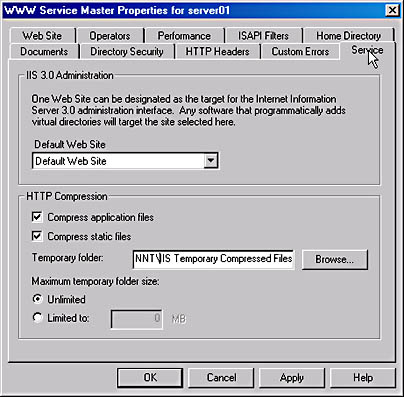 WWW Service Master Properties for server01
Web Site Operators Performance ISAPI Filters Home Directory
Documents Directory Security HTTP Headers Custom Errors Service
IIS 3.0 Administration
One Web Site can be designated as the target for the Internet Information
Server 3.0 administration interface. Any software that programmatically adds
virtual directories will target the site selected here.
Default Web Site
Default Web Site
HTTP Compression
Compress application files
Compress static files
Temporary folder: NNT\IIS Temporary Compressed Files Browse...
Maximum temporary folder size:
Unlimited
Limited to: 0 MB
OK Cancel Apply Help